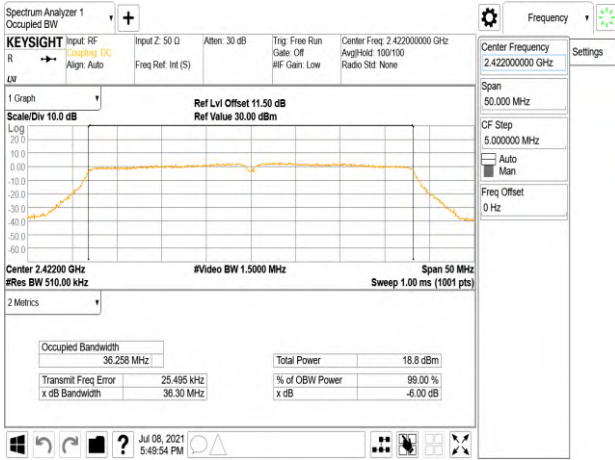 Spectrum Analyzer 1
Occupied BW
Frequency
KEYSIGHT
R
LXI
Input: RF
Coupling: DC
Align: Auto
Input Z: 50 Ω
Freq Ref: Int (S)
Atten: 30 dB
Trig: Free Run
Gate: Off
#IF Gain: Low
Center Freq: 2.422000000 GHz
Avg|Hold: 100/100
Radio Std: None
Center Frequency
2.422000000 GHz
Settings
Span
50.000 MHz
CF Step
5.000000 MHz
Auto
Man
Freq Offset
0 Hz
1 Graph
Scale/Div 10.0 dB
Ref Lvl Offset 11.50 dB
Ref Value 30.00 dBm
Log
20.0
10.0
0.00
-10.0
-20.0
-30.0
-40.0
-50.0
-60.0
Center 2.42200 GHz
#Res BW 510.00 kHz
#Video BW 1.5000 MHz
Span 50 MHz
Sweep 1.00 ms (1001 pts)
2 Metrics
Occupied Bandwidth
36.258 MHz
Total Power 18.8 dBm
Transmit Freq Error 25.495 kHz
% of OBW Power 99.00 %
x dB Bandwidth 36.30 MHz
x dB -6.00 dB
?
Jul 08, 2021
5:49:54 PM